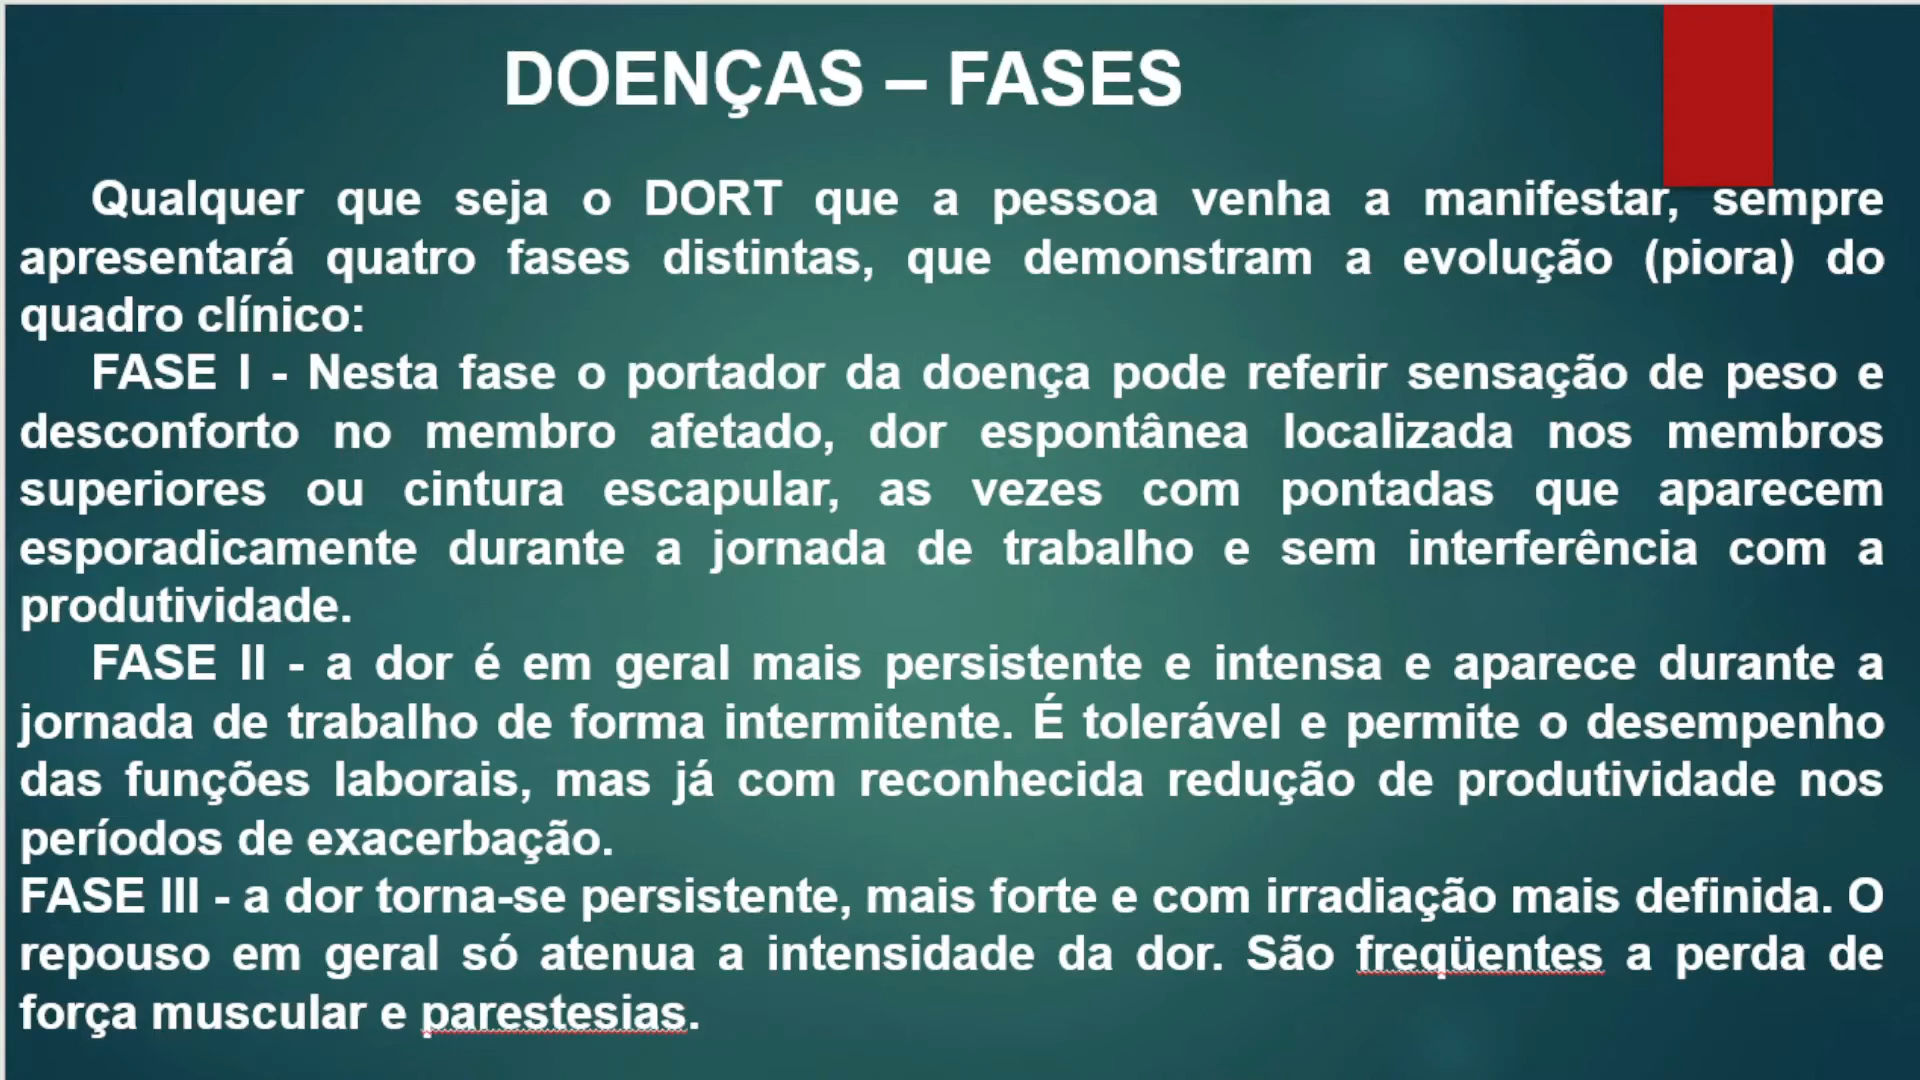 DOENÇAS – FASES
Qualquer que seja o DORT que a pessoa venha a manifestar, sempre
apresentará quatro fases distintas, que demonstram a evolução (piora) do
quadro clínico:
FASE I - Nesta fase o portador da doença pode referir sensação de peso e
desconforto no membro afetado, dor espontânea localizada nos membros
superiores ou cintura escapular, as vezes com pontadas que aparecem
esporadicamente durante a jornada de trabalho e sem interferência com a
produtividade.
FASE II - a dor é em geral mais persistente e intensa e aparece durante a
jornada de trabalho de forma intermitente. É tolerável e permite o desempenho
das funções laborais, mas já com reconhecida redução de produtividade nos
períodos de exacerbação.
FASE III - a dor torna-se persistente, mais forte e com irradiação mais definida. O
repouso em geral só atenua a intensidade da dor. São freqüentes a perda de
força muscular e parestesias.